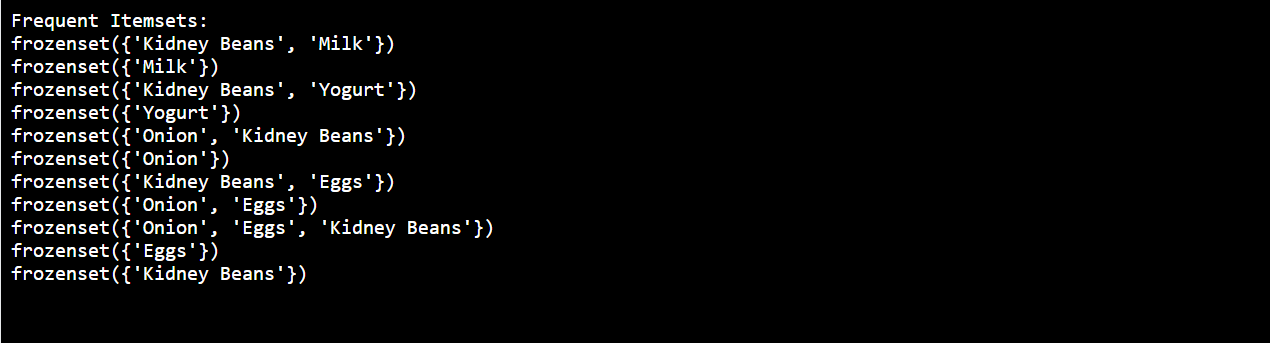 Frequent Itemsets:
frozenset({'Kidney Beans', 'Milk'})
frozenset({'Milk'})
frozenset({'Kidney Beans', 'Yogurt'})
frozenset({'Yogurt'})
frozenset({'Onion', 'Kidney Beans'})
frozenset({'Onion'})
frozenset({'Kidney Beans', 'Eggs'})
frozenset({'Onion', 'Eggs'})
frozenset({'Onion', 'Eggs', 'Kidney Beans'})
frozenset({'Eggs'})
frozenset({'Kidney Beans'})